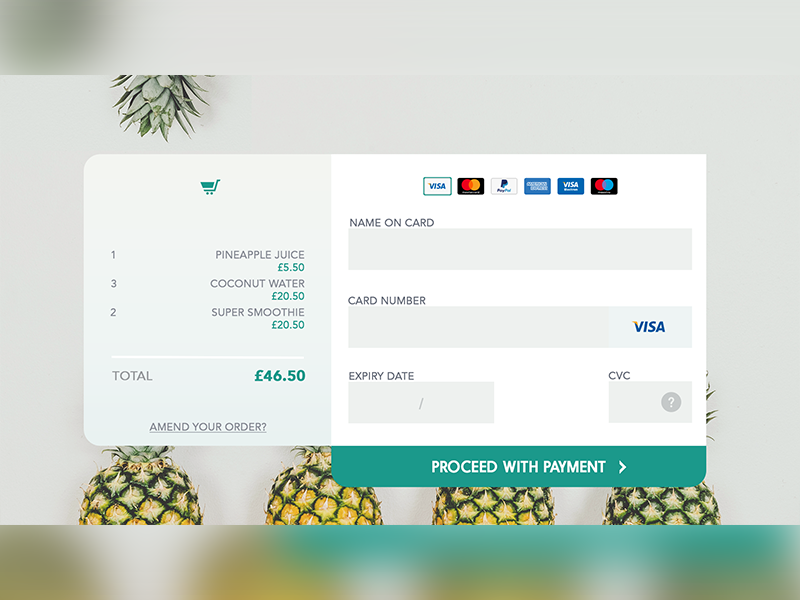 1 PINEAPPLE JUICE
£5.50
3 COCONUT WATER
£20.50
2 SUPER SMOOTHIE
£20.50
TOTAL £46.50
AMEND YOUR ORDER?
VISA PayPal VISA
NAME ON CARD
CARD NUMBER
VISA
EXPIRY DATE CVC
/ ?
PROCEED WITH PAYMENT